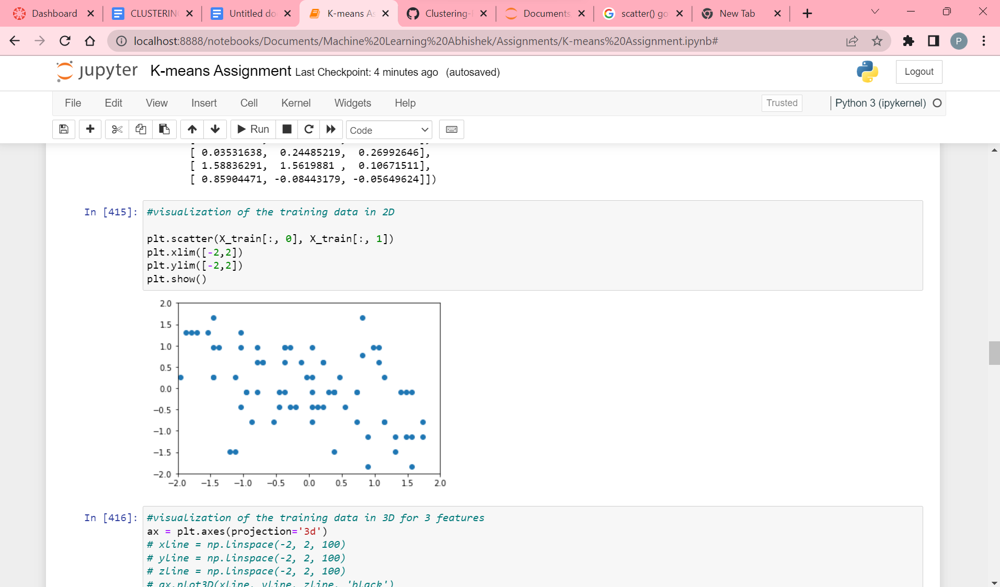 Dashboard CLUSTERIN Untitled do K-means As Clustering- Documents scatter() go New Tab
localhost:8888/notebooks/Documents/Machine%20Learning%20Abhishek/Assignments/K-means%20Assignment.ipynb#
P
jupyter K-means Assignment Last Checkpoint: 4 minutes ago (autosaved)
Logout
File Edit View Insert Cell Kernel Widgets Help
Trusted
Python 3 (ipykernel)
Run
Code
[ 0.03531638, 0.24485219, 0.26992646],
[ 1.58836291, 1.5619881 , 0.10671511],
[ 0.85904471, -0.08443179, -0.05649624]])
In [415]: #visualization of the training data in 2D
plt.scatter(X_train[:, 0], X_train[:, 1])
plt.xlim([-2,2])
plt.ylim([-2,2])
plt.show()
2.0
1.5
1.0
0.5
0.0
−0.5
−1.0
−1.5
−2.0
−2.0 −1.5 −1.0 −0.5 0.0 0.5 1.0 1.5 2.0
In [416]: #visualization of the training data in 3D for 3 features
ax = plt.axes(projection='3d')
# xline = np.linspace(-2, 2, 100)
# yline = np.linspace(-2, 2, 100)
# zline = np.linspace(-2, 2, 100)
# ax.plot3D(xline, yline, zline, 'black')